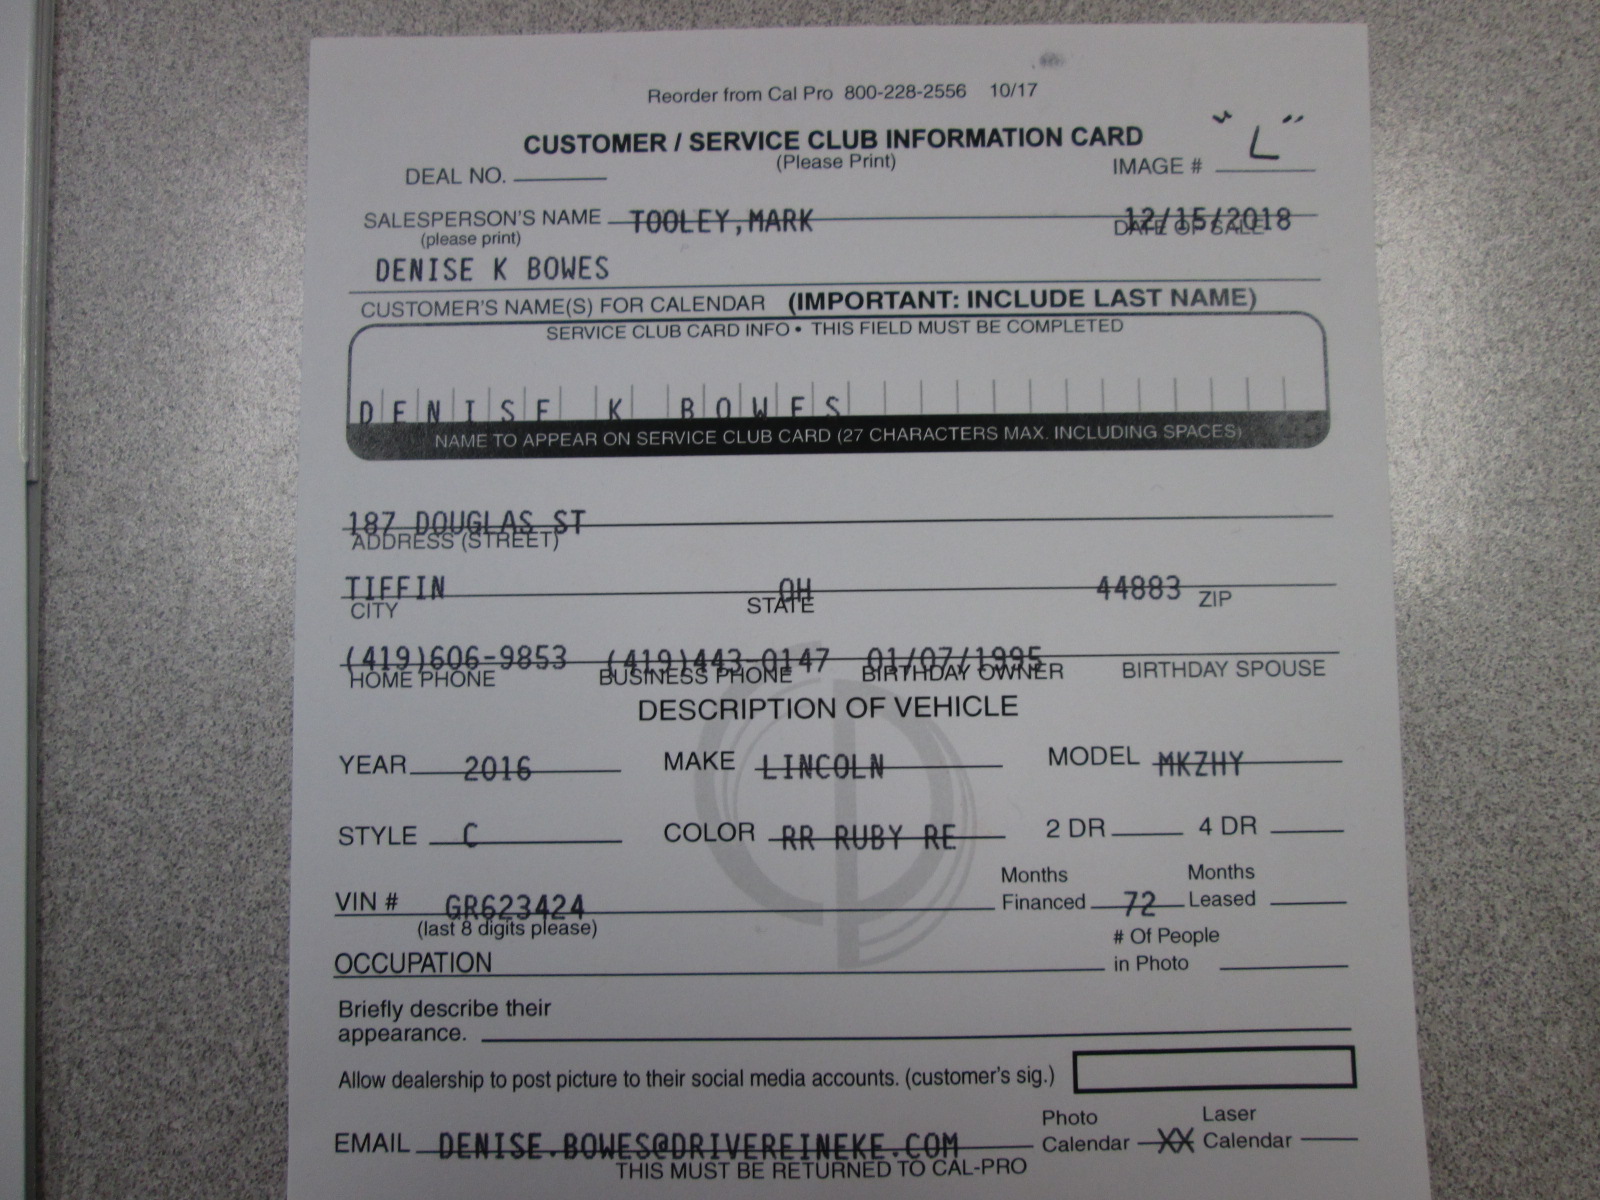 Reorder from Cal Pro 800-228-2556 10/17
CUSTOMER / SERVICE CLUB INFORMATION CARD
(Please Print)
DEAL NO.
IMAGE # "L"
SALESPERSON'S NAME TOOLEY,MARK 12/15/2018
(please print) DATE OF SALE
DENISE K BOWES
CUSTOMER'S NAME(S) FOR CALENDAR (IMPORTANT: INCLUDE LAST NAME)
SERVICE CLUB CARD INFO • THIS FIELD MUST BE COMPLETED
DENISE K BOWES
NAME TO APPEAR ON SERVICE CLUB CARD (27 CHARACTERS MAX. INCLUDING SPACES)
187 DOUGLAS ST
ADDRESS (STREET)
TIFFIN OH 44883 ZIP
CITY STATE
(419)606-9853 (419)443-0147 01/07/1995
HOME PHONE BUSINESS PHONE BIRTHDAY OWNER BIRTHDAY SPOUSE
DESCRIPTION OF VEHICLE
YEAR 2016 MAKE LINCOLN MODEL MKZHY
STYLE C COLOR RR RUBY RE 2 DR 4 DR
Months Months
VIN # GR623424 Financed 72 Leased
(last 8 digits please)
# Of People
OCCUPATION in Photo
Briefly describe their
appearance.
Allow dealership to post picture to their social media accounts. (customer's sig.)
Photo Laser
EMAIL DENISE.BOWES@DRIVEREINEKE.COM Calendar XX Calendar
THIS MUST BE RETURNED TO CAL-PRO